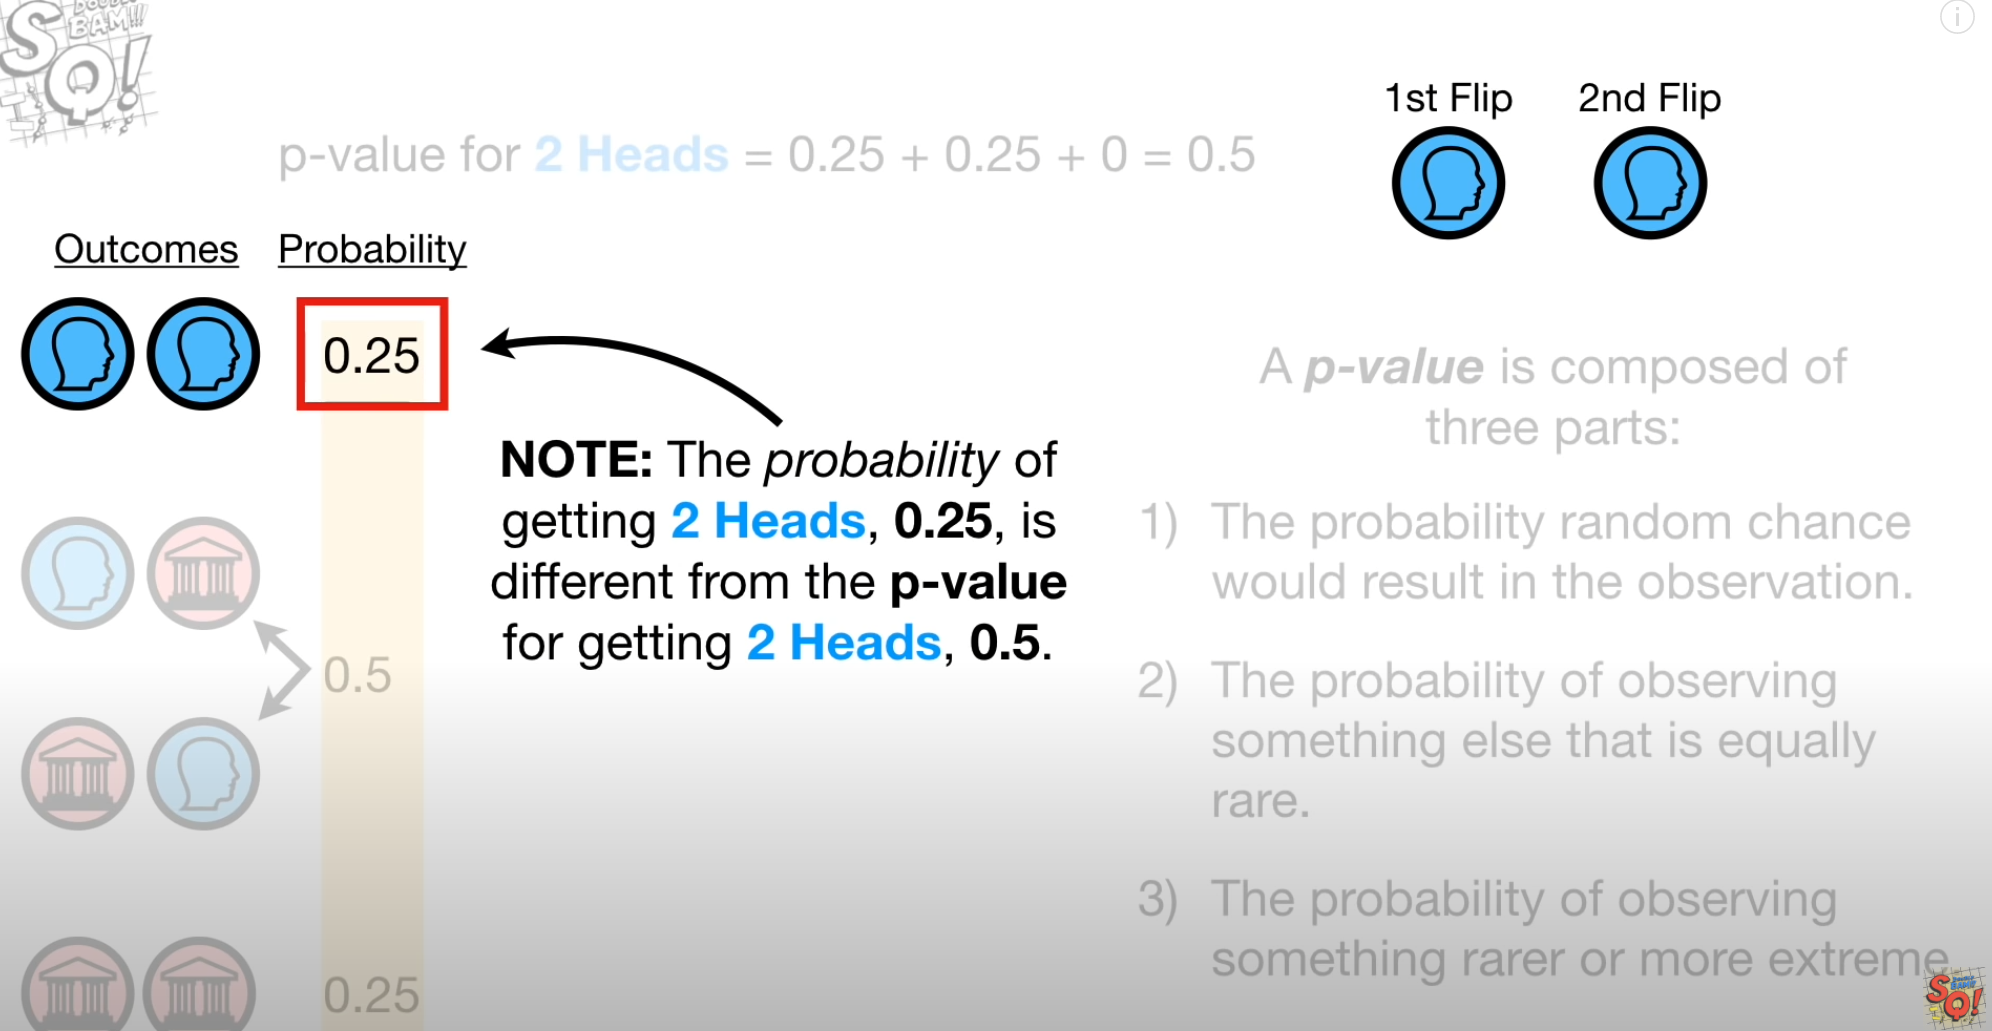 DOUBLE
BAM!!!
SQ!
1st Flip 2nd Flip
p-value for 2 Heads = 0.25 + 0.25 + 0 = 0.5
Outcomes Probability
0.25
NOTE: The probability of
getting 2 Heads, 0.25, is
different from the p-value
for getting 2 Heads, 0.5.
0.5
0.25
A p-value is composed of
three parts:
1) The probability random chance
would result in the observation.
2) The probability of observing
something else that is equally
rare.
3) The probability of observing
something rarer or more extreme
SQ!
DOUBLE
BAM!!!